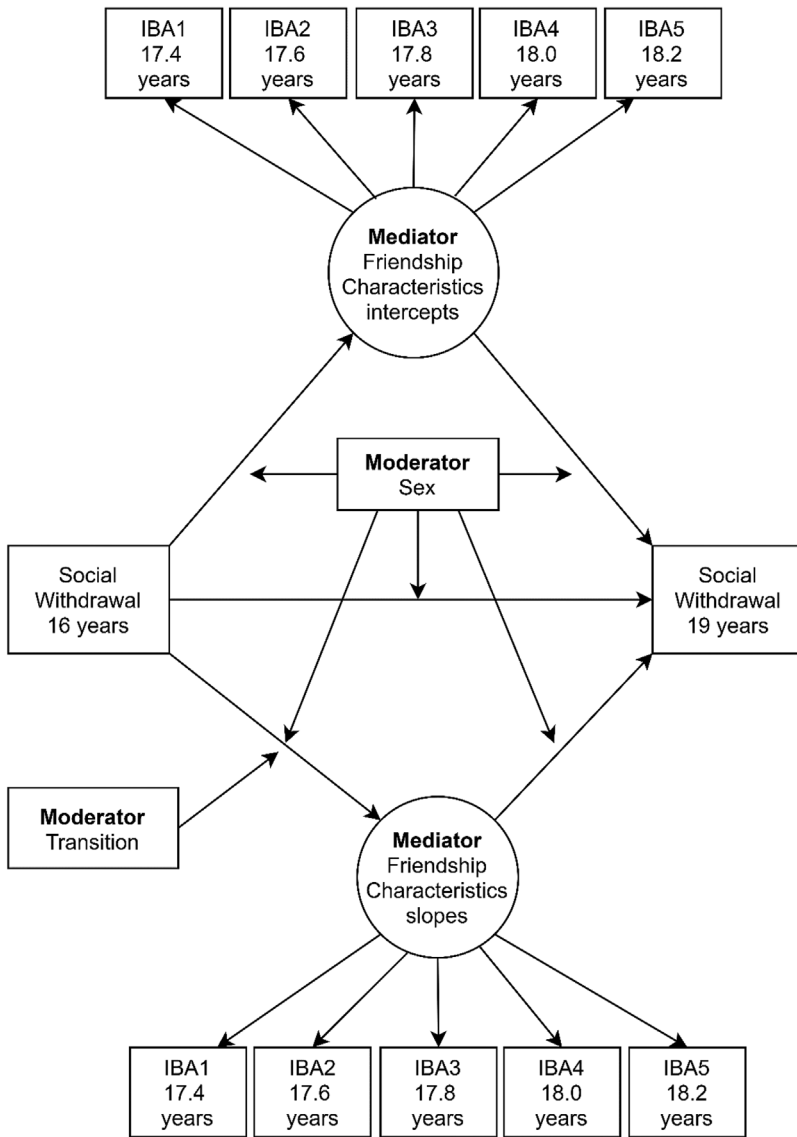 IBA1
17.4
years
IBA2
17.6
years
IBA3
17.8
years
IBA4
18.0
years
IBA5
18.2
years
Mediator
Friendship
Characteristics
intercepts
Moderator
Sex
Social
Withdrawal
16 years
Social
Withdrawal
19 years
Moderator
Transition
Mediator
Friendship
Characteristics
slopes
IBA1
17.4
years
IBA2
17.6
years
IBA3
17.8
years
IBA4
18.0
years
IBA5
18.2
years